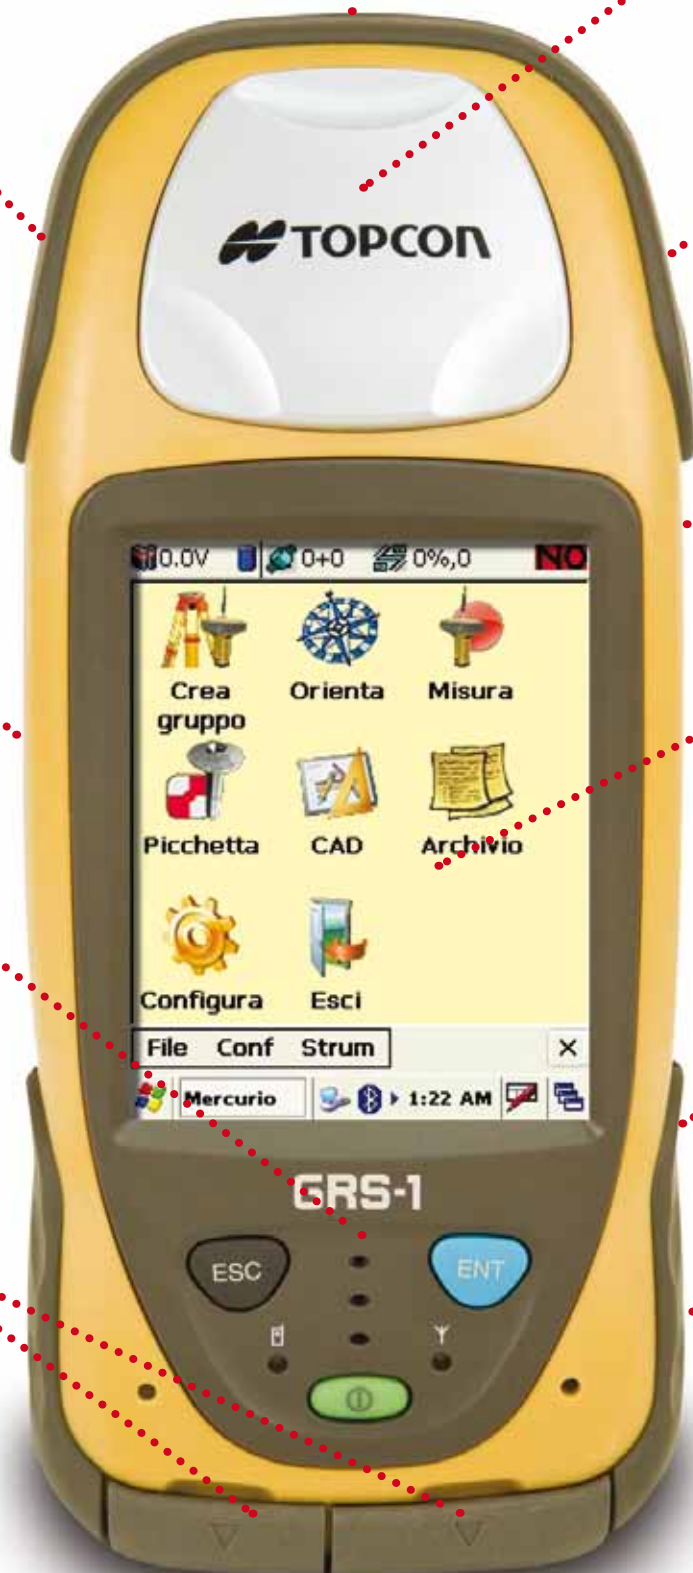 TOPCON
0.0V 0+0 0%,0 NO
Crea gruppo
Orienta
Misura
Picchetta
CAD
Archivio
Configura
Esci
File Conf Strum ×
Mercurio 1:22 AM
GRS-1
ESC
ENT